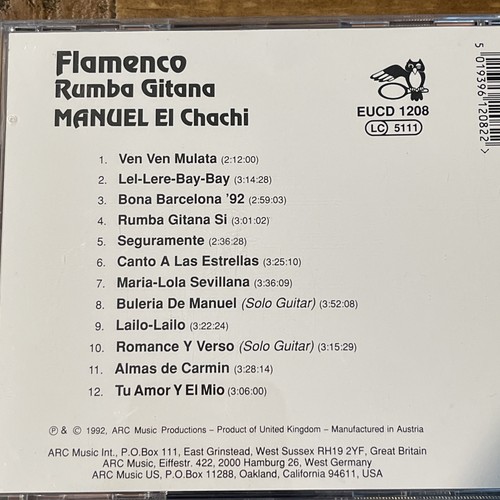 Flamenco
Rumba Gitana
MANUEL El Chachi
EUCD 1208
LC 5111
5 019396 120822 >
1. Ven Ven Mulata (2:12:00)
2. Lel-Lere-Bay-Bay (3:14:28)
3. Bona Barcelona '92 (2:59:03)
4. Rumba Gitana Si (3:01:02)
5. Seguramente (2:36:28)
6. Canto A Las Estrellas (3:25:10)
7. Maria-Lola Sevillana (3:36:09)
8. Buleria De Manuel (Solo Guitar) (3:52:08)
9. Lailo-Lailo (3:22:24)
10. Romance Y Verso (Solo Guitar) (3:15:29)
11. Almas de Carmin (3:28:14)
12. Tu Amor Y El Mio (3:06:00)
℗ & © 1992, ARC Music Productions – Product of United Kingdom – Manufactured in Austria
ARC Music Int., P.O.Box 111, East Grinstead, West Sussex RH19 2YF, Great Britain
ARC Music, Eiffestr. 422, 2000 Hamburg 26, West Germany
ARC Music US, P.O.Box 11288, Oakland, California 94611, USA